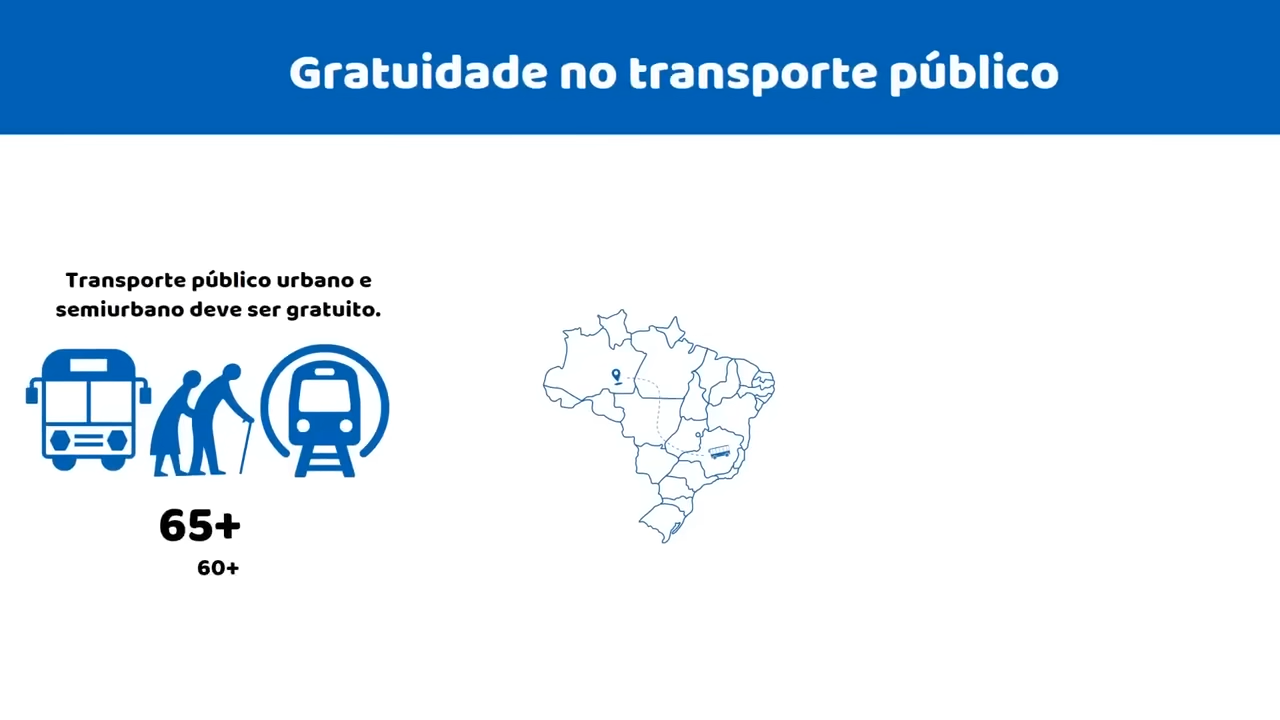 Gratuidade no transporte público
Transporte público urbano e
semiurbano deve ser gratuito.
65+
60+